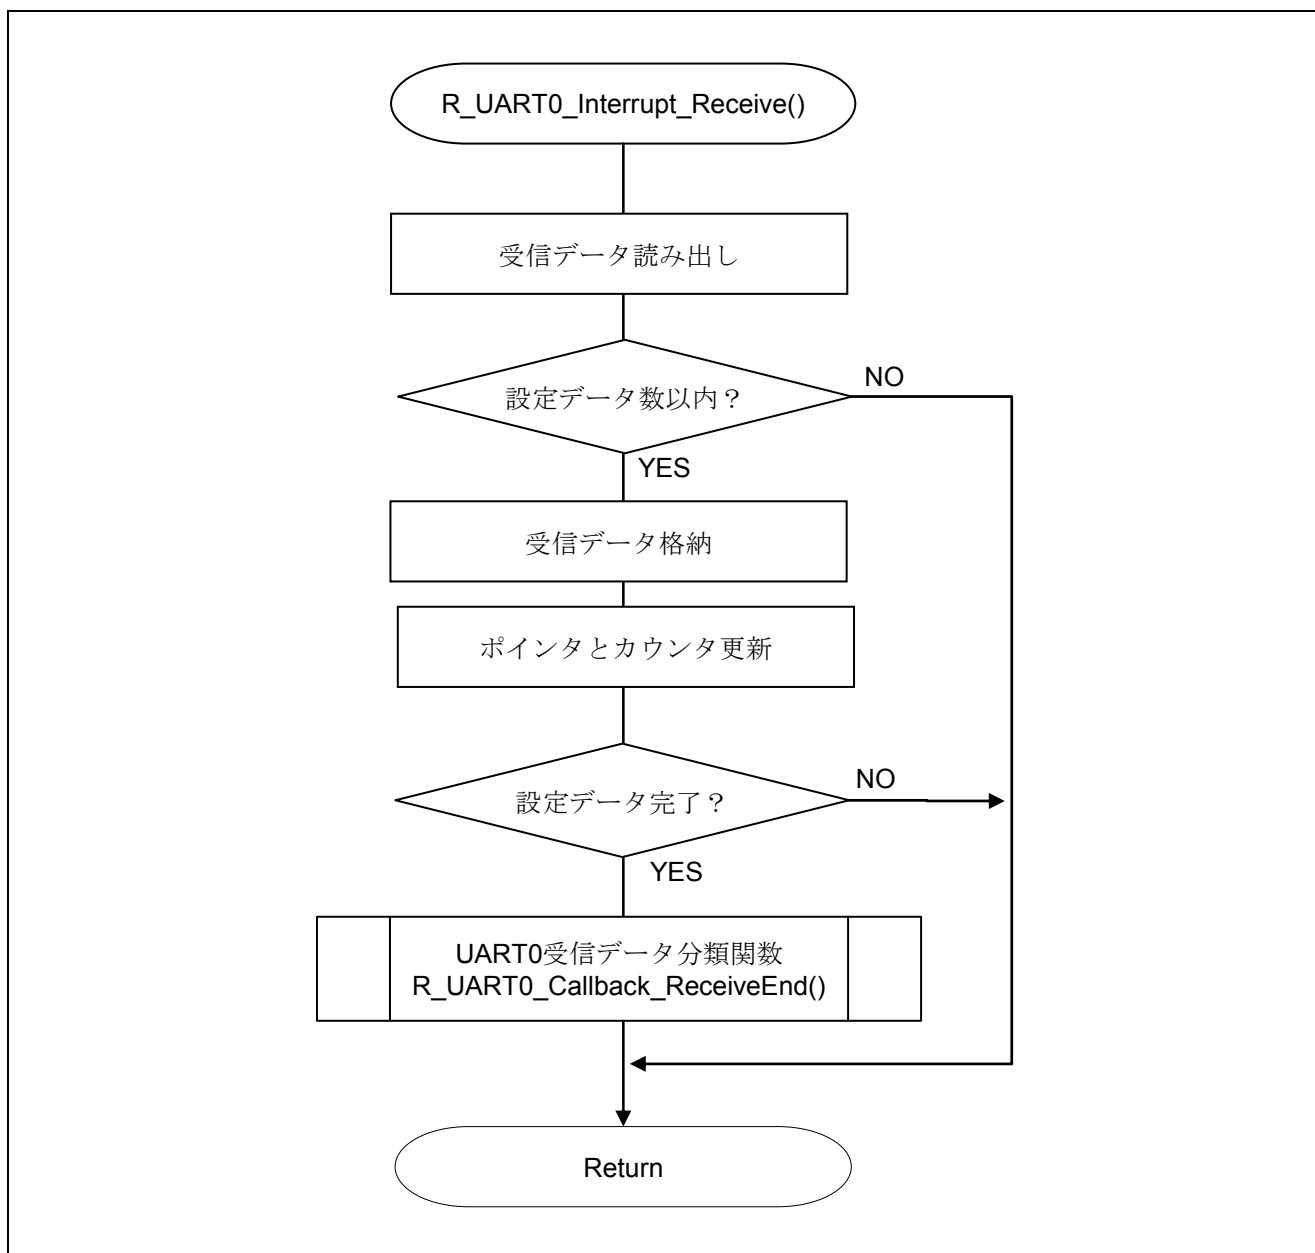 R_UART0_Interrupt_Receive()
受信データ読み出し
設定データ数以内？
NO
YES
受信データ格納
ポインタとカウンタ更新
設定データ完了？
NO
YES
UART0受信データ分類関数
R_UART0_Callback_ReceiveEnd()
Return